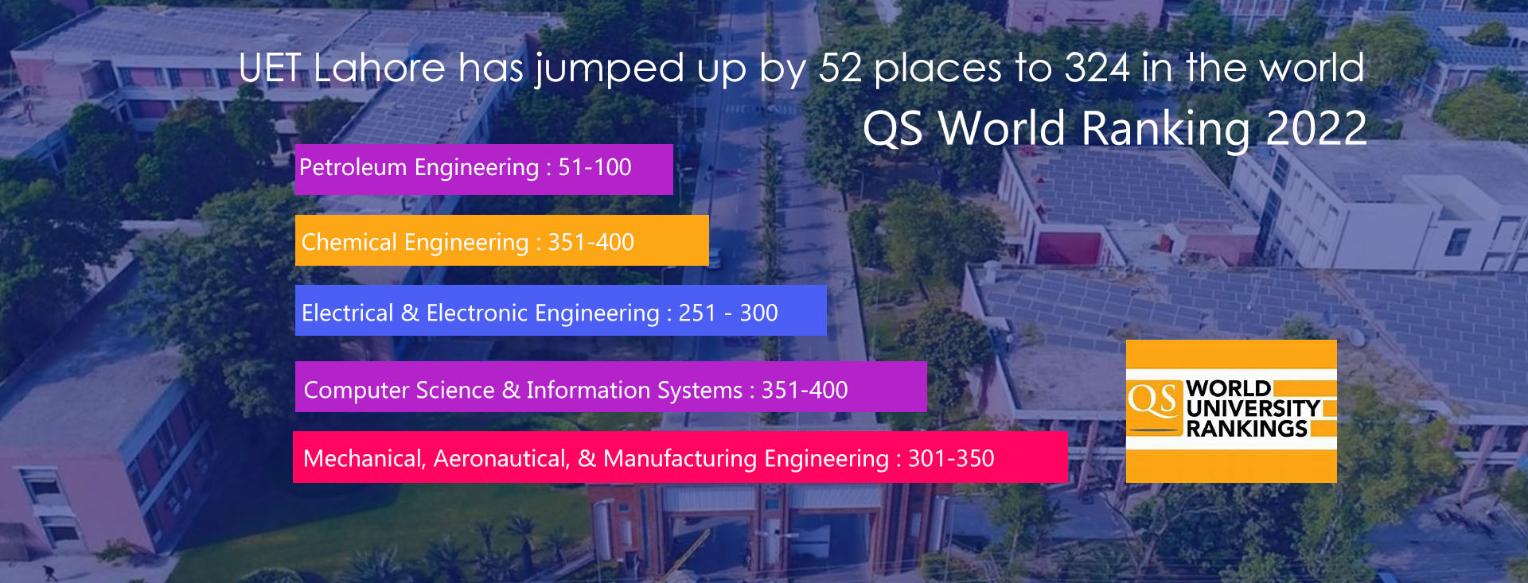 UET Lahore has jumped up by 52 places to 324 in the world
QS World Ranking 2022
Petroleum Engineering : 51-100
Chemical Engineering : 351-400
Electrical & Electronic Engineering : 251 - 300
Computer Science & Information Systems : 351-400
Mechanical, Aeronautical, & Manufacturing Engineering : 301-350
QS WORLD
UNIVERSITY
RANKINGS